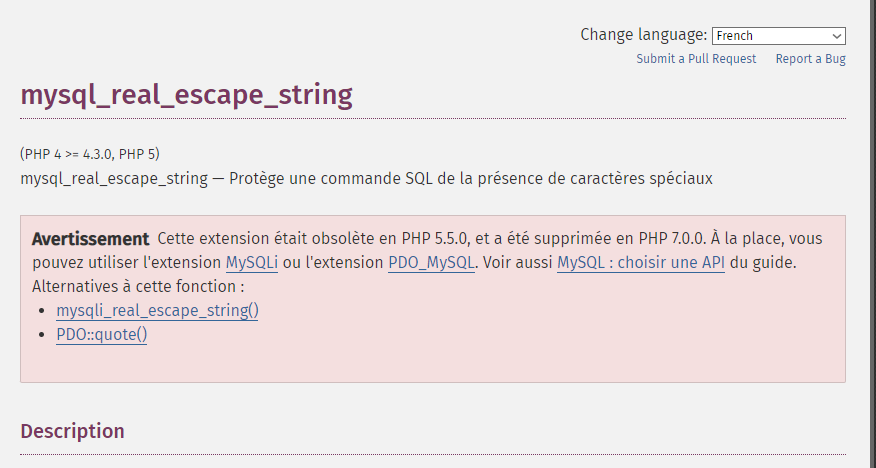 Change language: French
Submit a Pull Request Report a Bug
mysql_real_escape_string
(PHP 4 >= 4.3.0, PHP 5)
mysql_real_escape_string — Protège une commande SQL de la présence de caractères spéciaux
Avertissement Cette extension était obsolète en PHP 5.5.0, et a été supprimée en PHP 7.0.0. À la place, vous
pouvez utiliser l'extension MySQLi ou l'extension PDO_MySQL. Voir aussi MySQL : choisir une API du guide.
Alternatives à cette fonction :
• mysqli_real_escape_string()
• PDO::quote()
Description